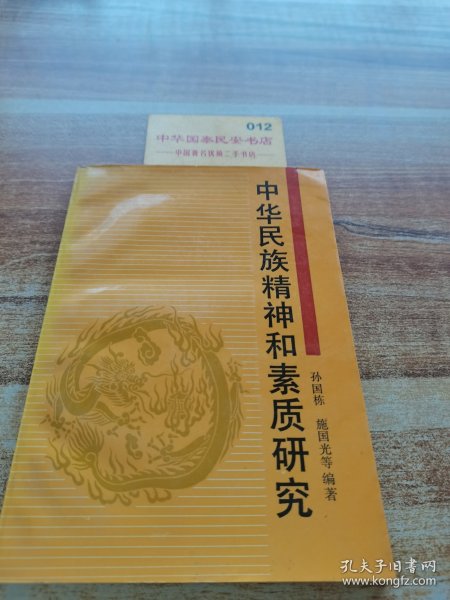 012
中华国泰民安书店
中国著名优质二手书店
中华民族精神和素质研究
孙国栋 施国光等 编著
孔夫子旧书网
www.kongfz.com